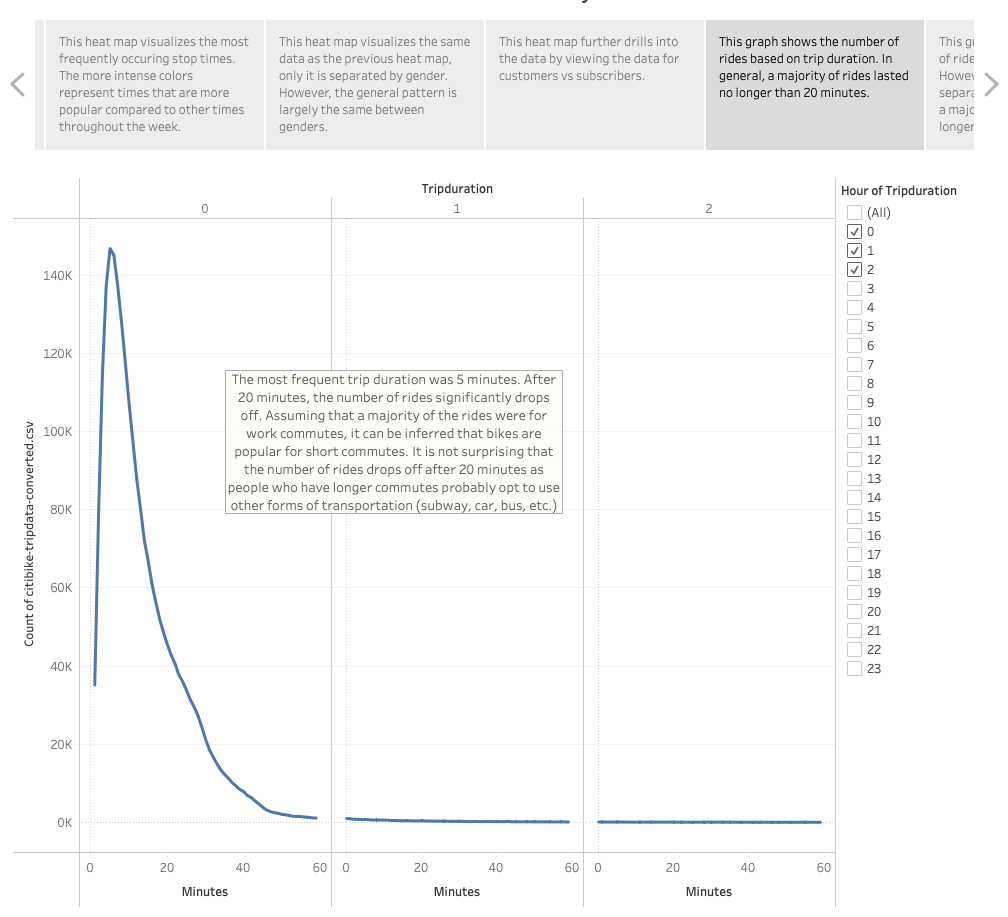 This heat map visualizes the most
frequently occuring stop times.
The more intense colors
represent times that are more
popular compared to other times
throughout the week.
This heat map visualizes the same
data as the previous heat map,
only it is separated by gender.
However, the general pattern is
largely the same between
genders.
This heat map further drills into
the data by viewing the data for
customers vs subscribers.
This graph shows the number of
rides based on trip duration. In
general, a majority of rides lasted
no longer than 20 minutes.
This
of ride
a
longer
Tripduration
0
1
2
140K
120K
100K
80K
60K
40K
20K
0K
Count of citibike-tripdata-converted.csv
The most frequent trip duration was 5 minutes. After
20 minutes, the number of rides significantly drops
off. Assuming that a majority of the rides were for
work commutes, it can be inferred that bikes are
popular for short commutes. It is not surprising that
the number of rides drops off after 20 minutes as
people who have longer commutes probably opt to use
other forms of transportation (subway, car, bus, etc.)
0 20 40 60 0 20 40 60 0 20 40 60
Minutes Minutes Minutes
Hour of Tripduration
(All)
0
1
2
3
4
5
6
7
8
9
10
11
12
13
14
15
16
17
18
19
20
21
22
23